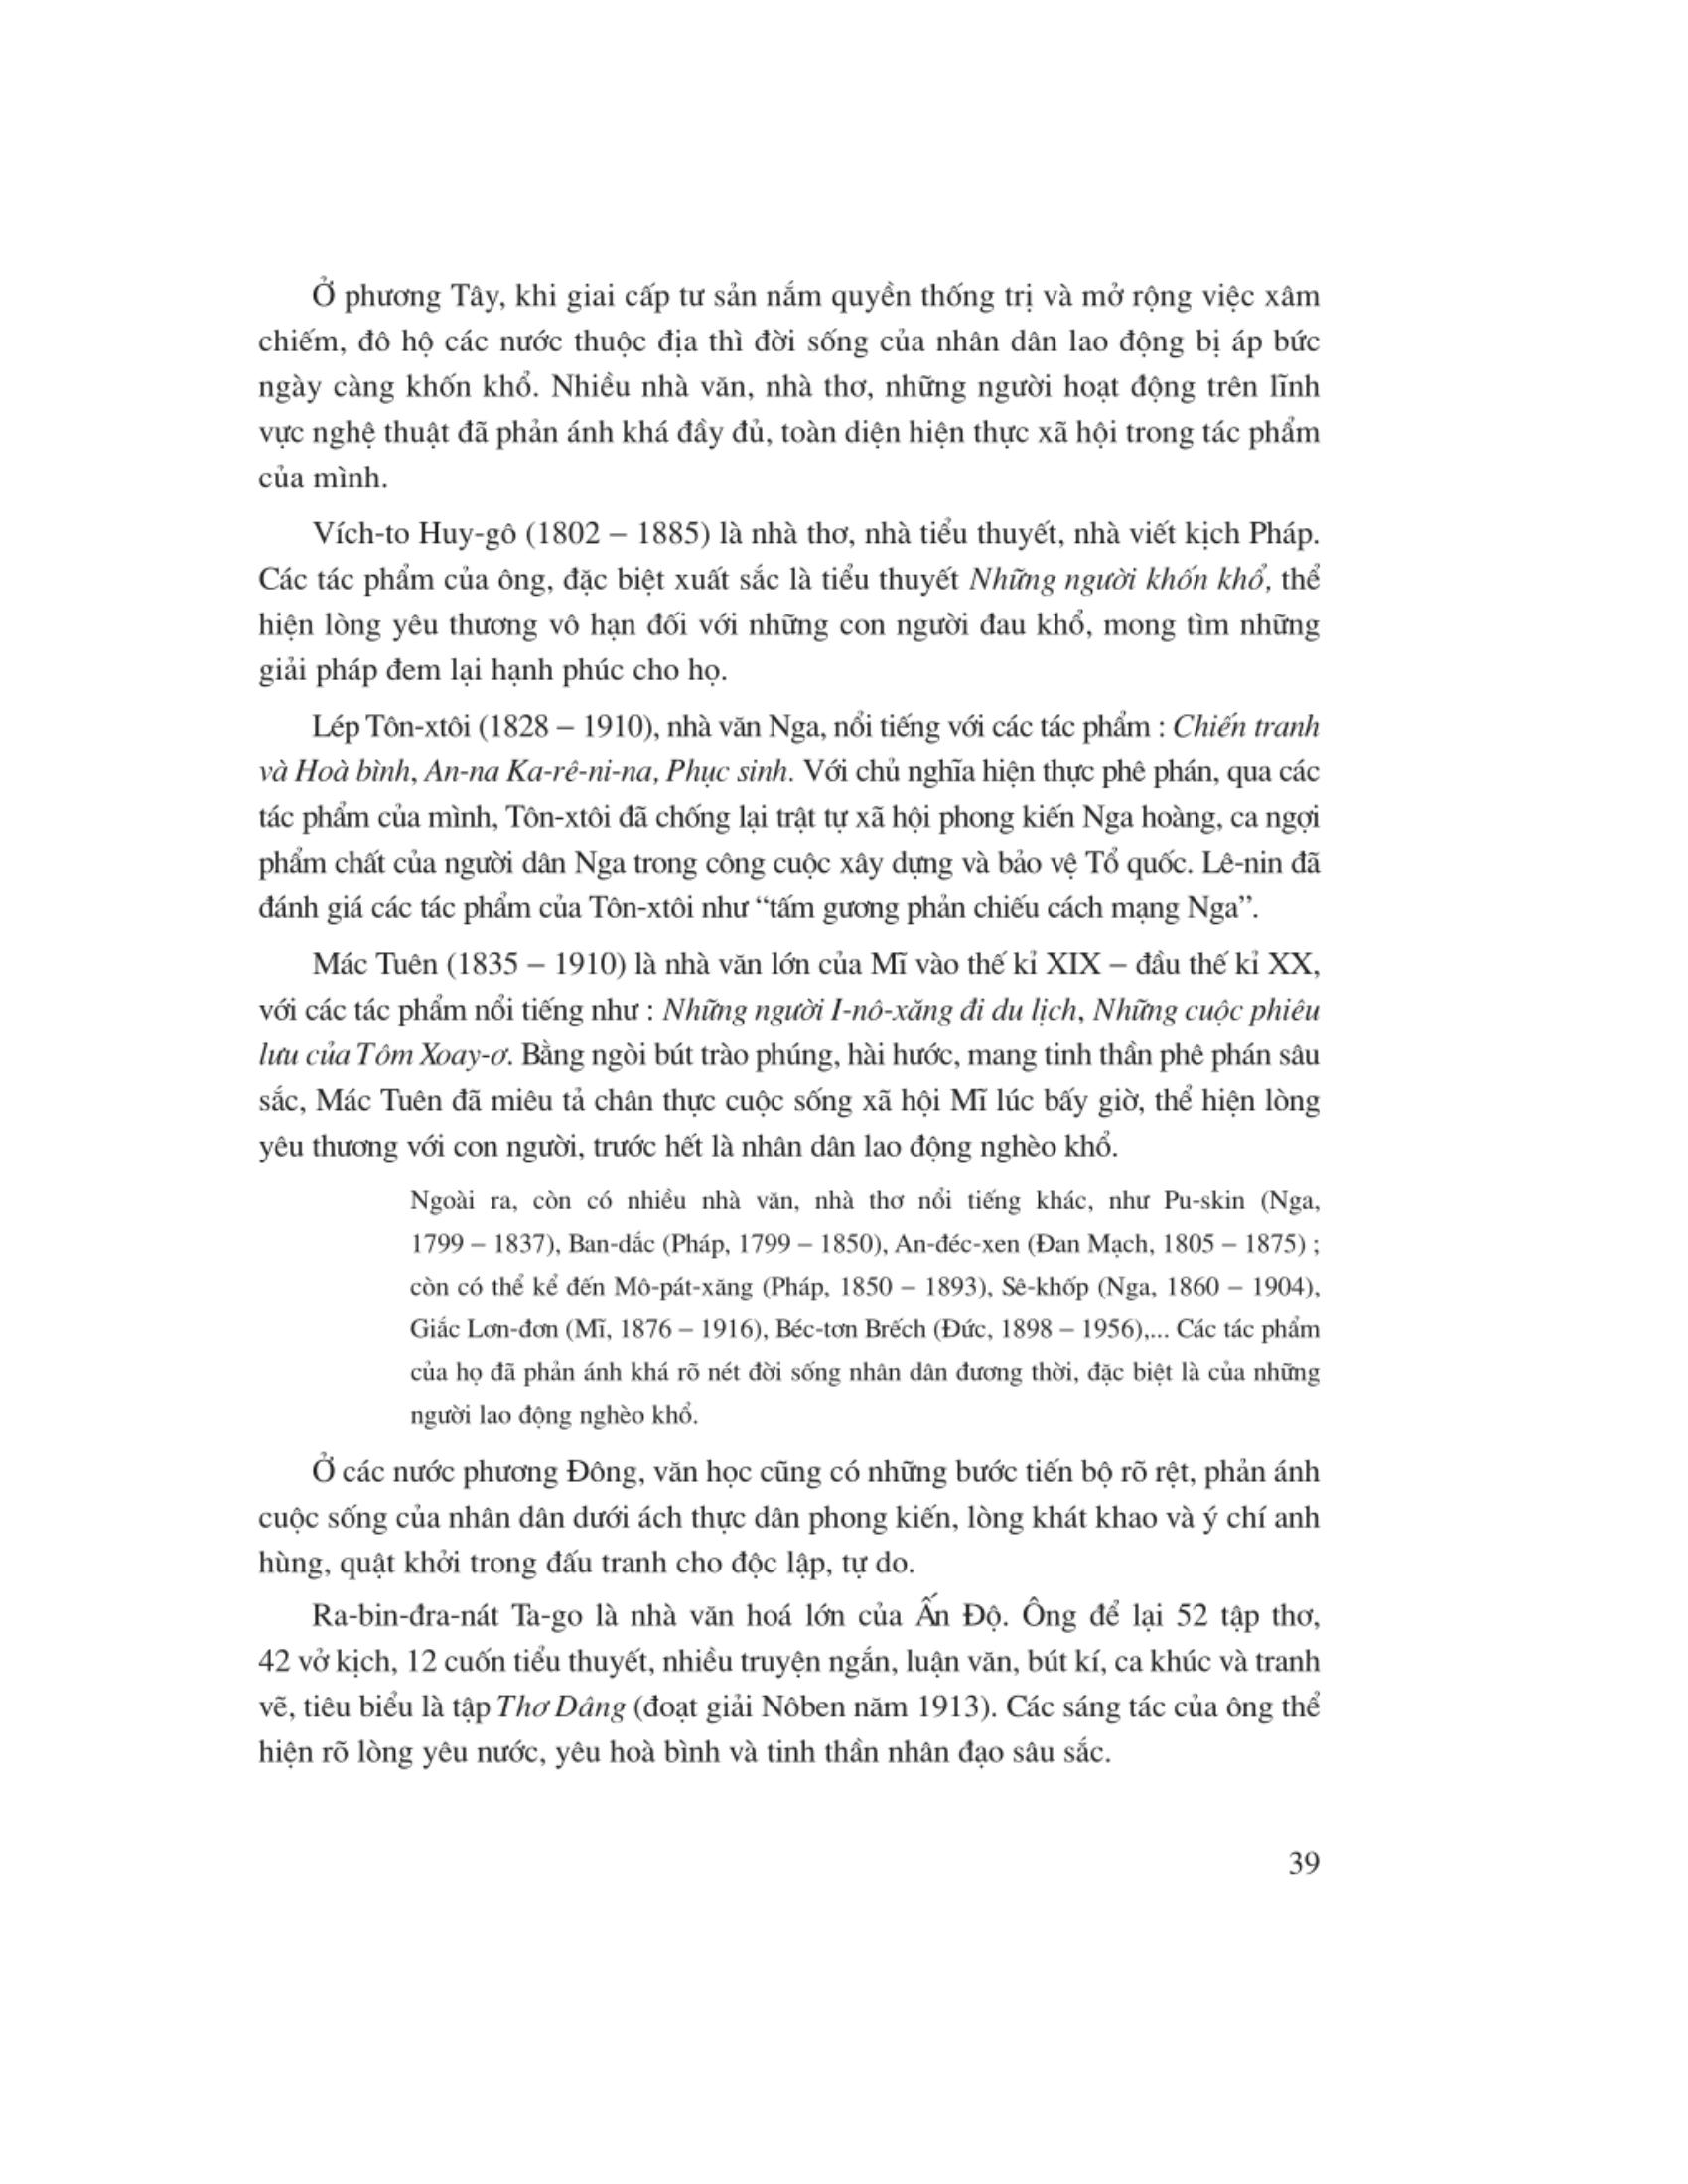 Ở phương Tây, khi giai cấp tư sản nắm quyền thống trị và mở rộng việc xâm
chiếm, đô hộ các nước thuộc địa thì đời sống của nhân dân lao động bị áp bức
ngày càng khốn khổ. Nhiều nhà văn, nhà thơ, những người hoạt động trên lĩnh
vực nghệ thuật đã phản ánh khá đầy đủ, toàn diện hiện thực xã hội trong tác phẩm
của mình.
Vích-to Huy-gô (1802 – 1885) là nhà thơ, nhà tiểu thuyết, nhà viết kịch Pháp.
Các tác phẩm của ông, đặc biệt xuất sắc là tiểu thuyết Những người khốn khổ, thể
hiện lòng yêu thương vô hạn đối với những con người đau khổ, mong tìm những
giải pháp đem lại hạnh phúc cho họ.
Lép Tôn-xtôi (1828 – 1910), nhà văn Nga, nổi tiếng với các tác phẩm : Chiến tranh
và Hoà bình, An-na Ka-rê-ni-na, Phục sinh. Với chủ nghĩa hiện thực phê phán, qua các
tác phẩm của mình, Tôn-xtôi đã chống lại trật tự xã hội phong kiến Nga hoàng, ca ngợi
phẩm chất của người dân Nga trong công cuộc xây dựng và bảo vệ Tổ quốc. Lê-nin đã
đánh giá các tác phẩm của Tôn-xtôi như “tấm gương phản chiếu cách mạng Nga”.
Mác Tuên (1835 – 1910) là nhà văn lớn của Mĩ vào thế kỉ XIX – đầu thế kỉ XX,
với các tác phẩm nổi tiếng như : Những người I-nô-xăng đi du lịch, Những cuộc phiêu
lưu của Tôm Xoay-ơ. Bằng ngòi bút trào phúng, hài hước, mang tinh thần phê phán sâu
sắc, Mác Tuên đã miêu tả chân thực cuộc sống xã hội Mĩ lúc bấy giờ, thể hiện lòng
yêu thương với con người, trước hết là nhân dân lao động nghèo khổ.
Ngoài ra, còn có nhiều nhà văn, nhà thơ nổi tiếng khác, như Pu-skin (Nga,
1799 – 1837), Ban-dắc (Pháp, 1799 – 1850), An-đéc-xen (Đan Mạch, 1805 – 1875) ;
còn có thể kể đến Mô-pát-xăng (Pháp, 1850 – 1893), Sê-khốp (Nga, 1860 – 1904),
Giắc Lơn-đơn (Mĩ, 1876 – 1916), Béc-tơn Brếch (Đức, 1898 – 1956),... Các tác phẩm
của họ đã phản ánh khá rõ nét đời sống nhân dân đương thời, đặc biệt là của những
người lao động nghèo khổ.
Ở các nước phương Đông, văn học cũng có những bước tiến bộ rõ rệt, phản ánh
cuộc sống của nhân dân dưới ách thực dân phong kiến, lòng khát khao và ý chí anh
hùng, quật khởi trong đấu tranh cho độc lập, tự do.
Ra-bin-đra-nát Ta-go là nhà văn hoá lớn của Ấn Độ. Ông để lại 52 tập thơ,
42 vở kịch, 12 cuốn tiểu thuyết, nhiều truyện ngắn, luận văn, bút kí, ca khúc và tranh
vẽ, tiêu biểu là tập Thơ Dâng (đoạt giải Nôben năm 1913). Các sáng tác của ông thể
hiện rõ lòng yêu nước, yêu hoà bình và tinh thần nhân đạo sâu sắc.
39